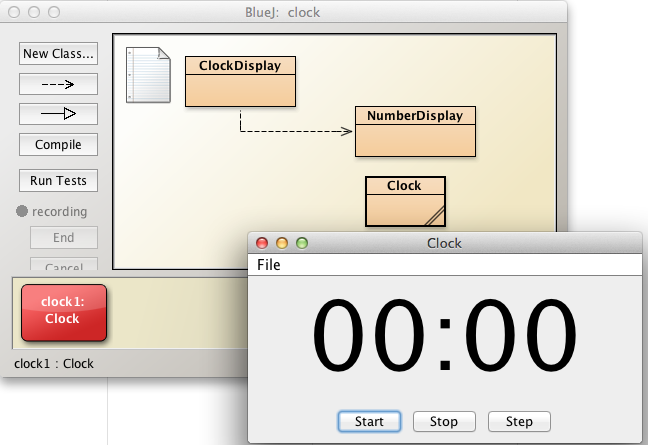 BlueJ: clock
New Class...
ClockDisplay
NumberDisplay
Compile
Clock
Run Tests
recording
End
Cancel
clock1:
Clock
clock1 : Clock
Clock
File
00:00
Start
Stop
Step